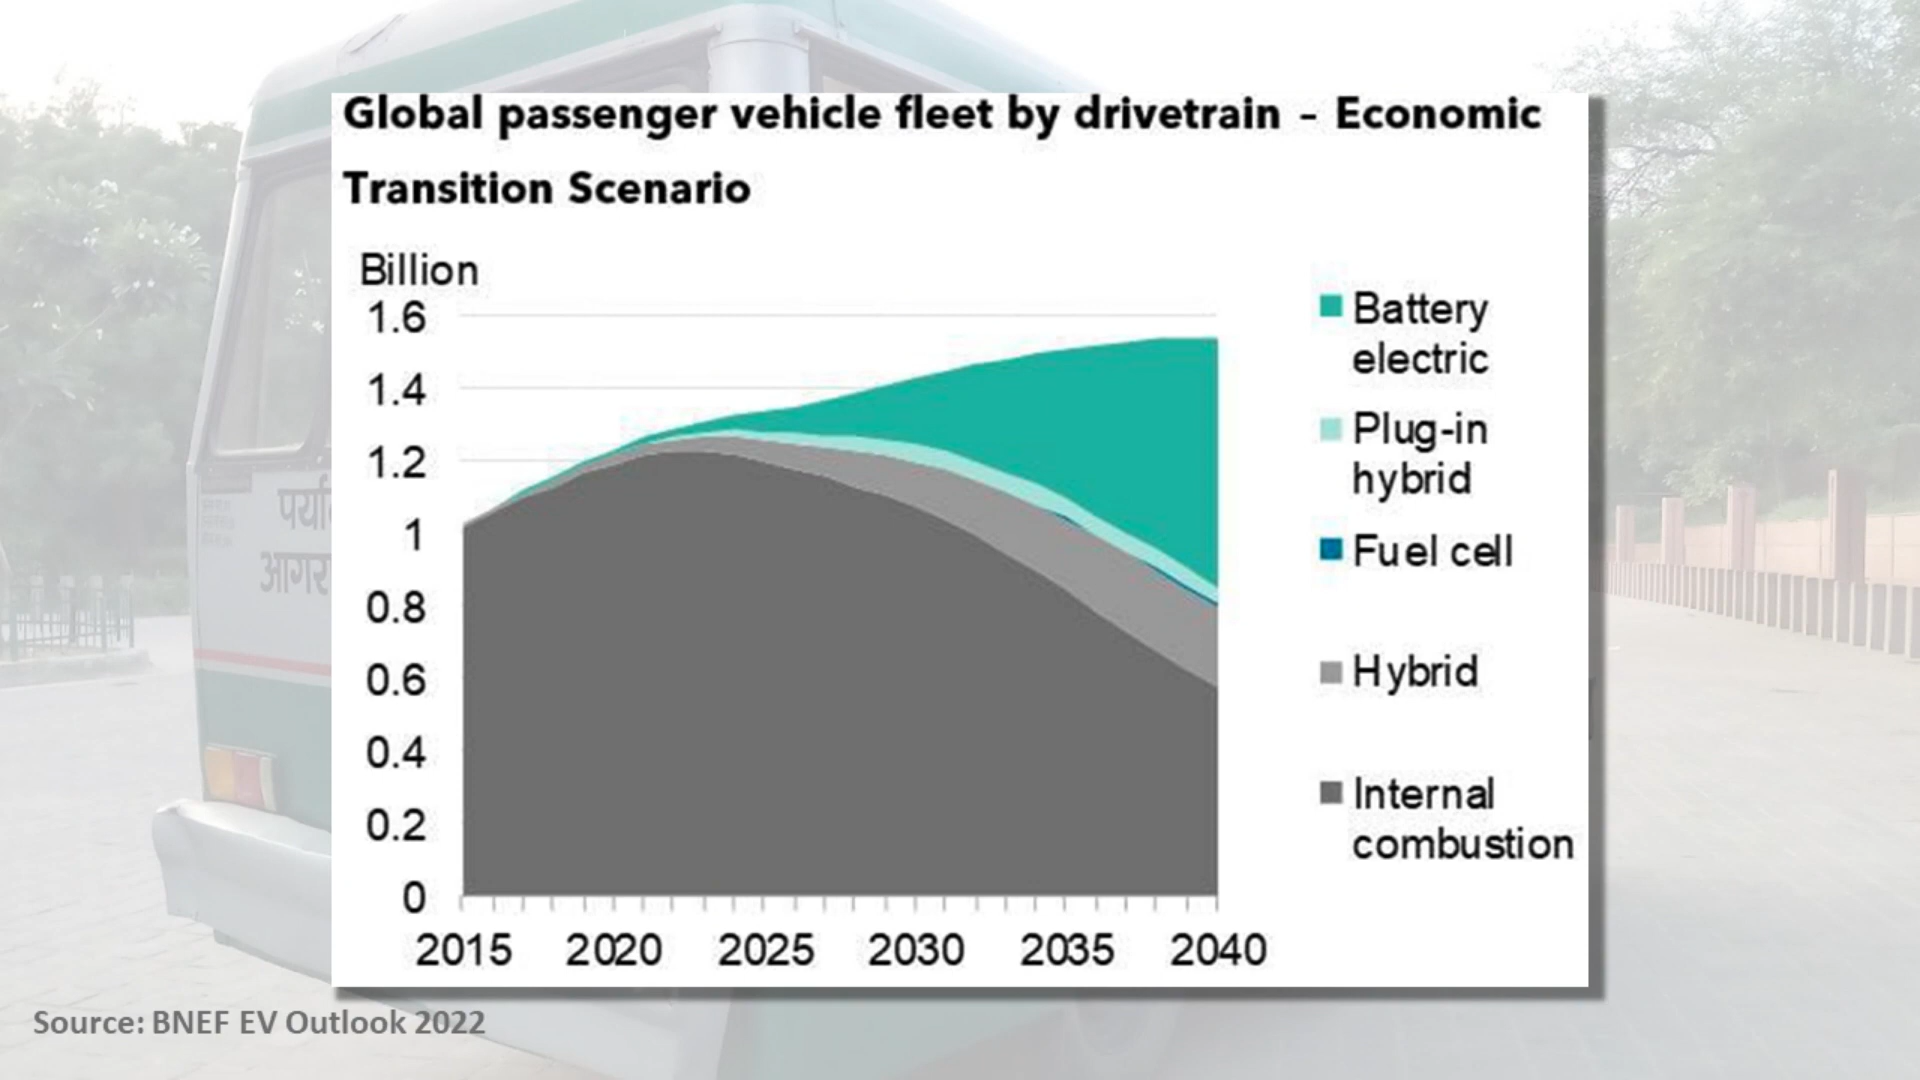 Global passenger vehicle fleet by drivetrain – Economic
Transition Scenario
Billion
1.6
1.4
1.2
1
0.8
0.6
0.4
0.2
0
2015 2020 2025 2030 2035 2040
Battery
electric
Plug-in
hybrid
Fuel cell
Hybrid
Internal
combustion
Source: BNEF EV Outlook 2022